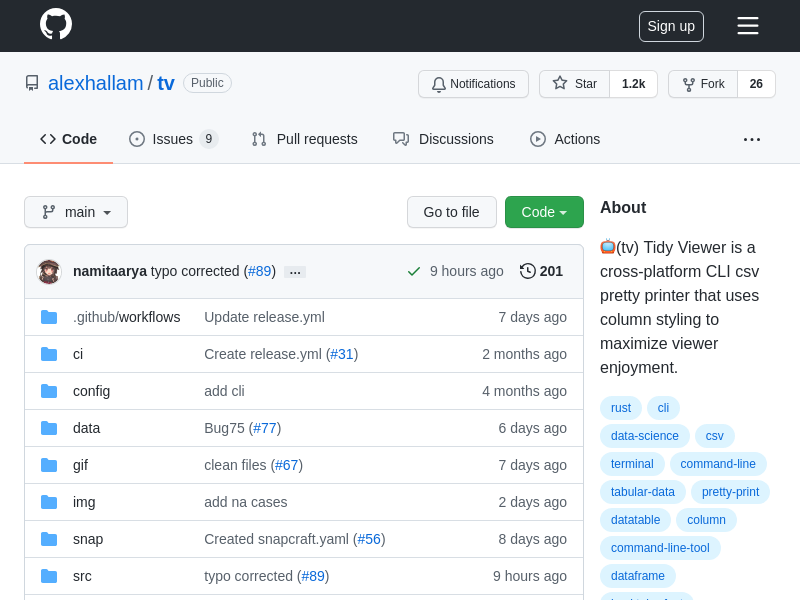 Sign up
alexhallam / tv Public
Notifications Star 1.2k Fork 26
Code Issues 9 Pull requests Discussions Actions ...
main Go to file Code
namitaarya typo corrected (#89) ... 9 hours ago 201
.github/workflows Update release.yml 7 days ago
ci Create release.yml (#31) 2 months ago
config add cli 4 months ago
data Bug75 (#77) 6 days ago
gif clean files (#67) 7 days ago
img add na cases 2 days ago
snap Created snapcraft.yaml (#56) 8 days ago
src typo corrected (#89) 9 hours ago
About
(tv) Tidy Viewer is a
cross-platform CLI csv
pretty printer that uses
column styling to
maximize viewer
enjoyment.
rust cli
data-science csv
terminal command-line
tabular-data pretty-print
datatable column
command-line-tool
dataframe